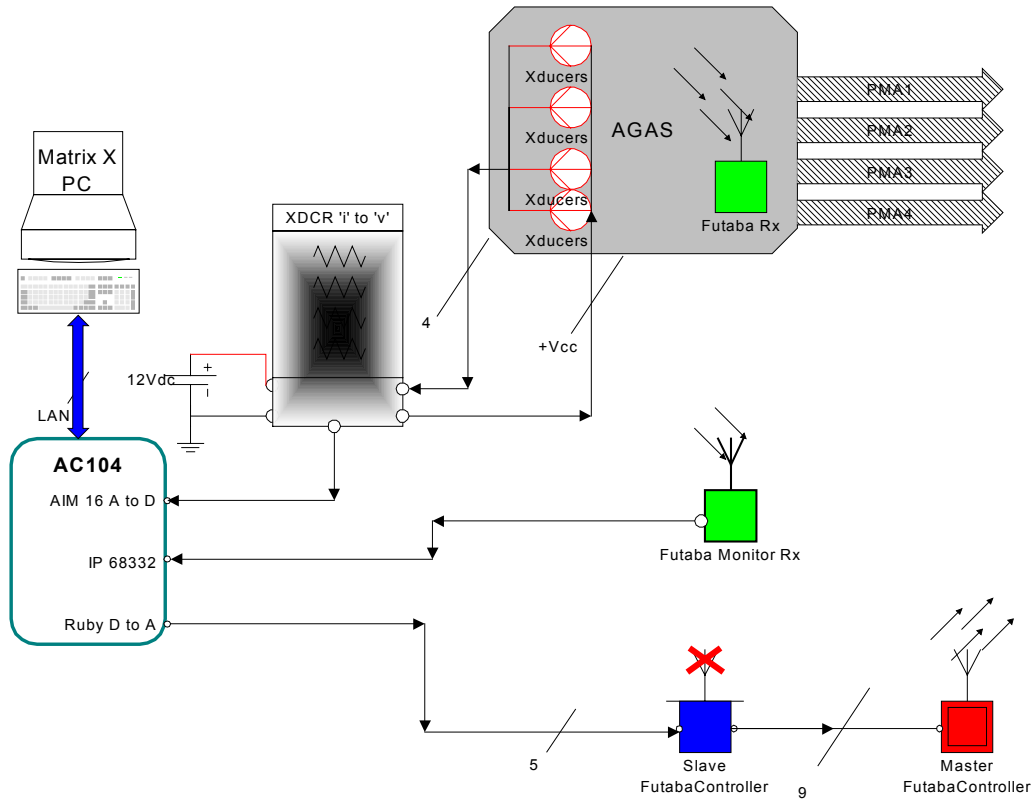 Xducers
Xducers
Xducers
Xducers
AGAS
Futaba Rx
PMA1
PMA2
PMA3
PMA4
Matrix X
PC
XDCR 'i' to 'v'
4
+Vcc
12Vdc
+
–
LAN
AC104
AIM 16 A to D
IP 68332
Ruby D to A
Futaba Monitor Rx
5
Slave
FutabaController
9
Master
FutabaController